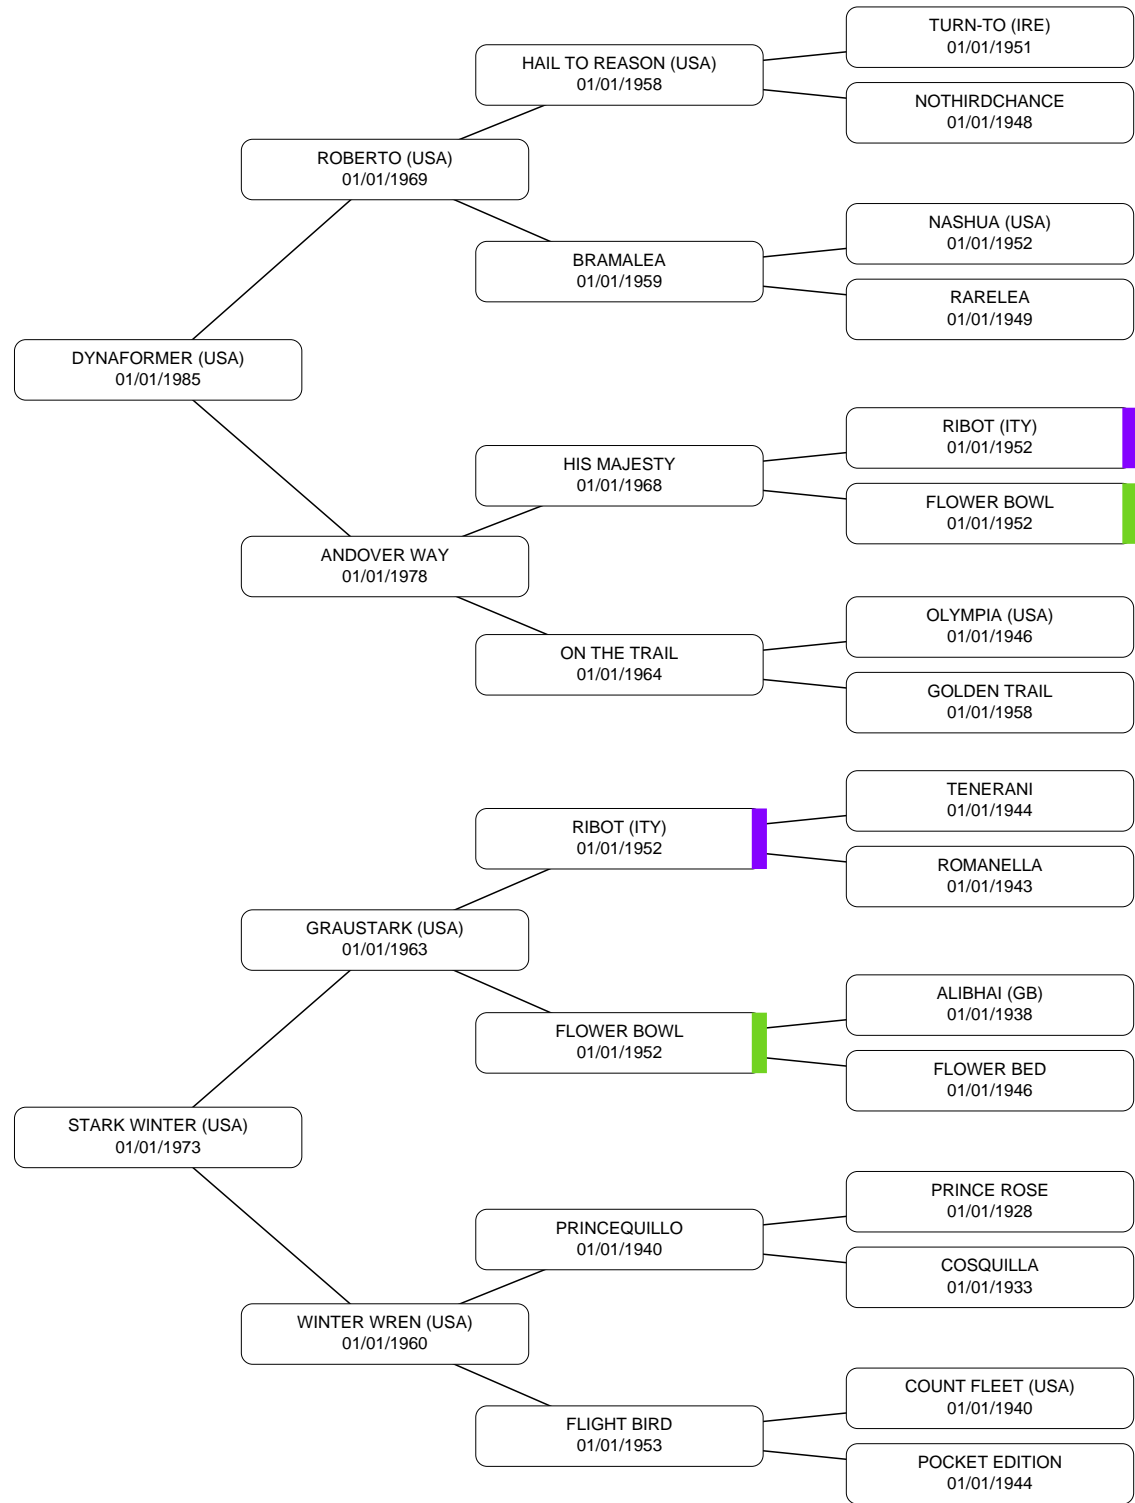 TURN-TO (IRE)
01/01/1951
HAIL TO REASON (USA)
01/01/1958
NOTHIRDCHANCE
01/01/1948
ROBERTO (USA)
01/01/1969
NASHUA (USA)
01/01/1952
BRAMALEA
01/01/1959
RARELEA
01/01/1949
DYNAFORMER (USA)
01/01/1985
RIBOT (ITY)
01/01/1952
HIS MAJESTY
01/01/1968
FLOWER BOWL
01/01/1952
ANDOVER WAY
01/01/1978
OLYMPIA (USA)
01/01/1946
ON THE TRAIL
01/01/1964
GOLDEN TRAIL
01/01/1958
TENERANI
01/01/1944
RIBOT (ITY)
01/01/1952
ROMANELLA
01/01/1943
GRAUSTARK (USA)
01/01/1963
ALIBHAI (GB)
01/01/1938
FLOWER BOWL
01/01/1952
FLOWER BED
01/01/1946
STARK WINTER (USA)
01/01/1973
PRINCE ROSE
01/01/1928
PRINCEQUILLO
01/01/1940
COSQUILLA
01/01/1933
WINTER WREN (USA)
01/01/1960
COUNT FLEET (USA)
01/01/1940
FLIGHT BIRD
01/01/1953
POCKET EDITION
01/01/1944